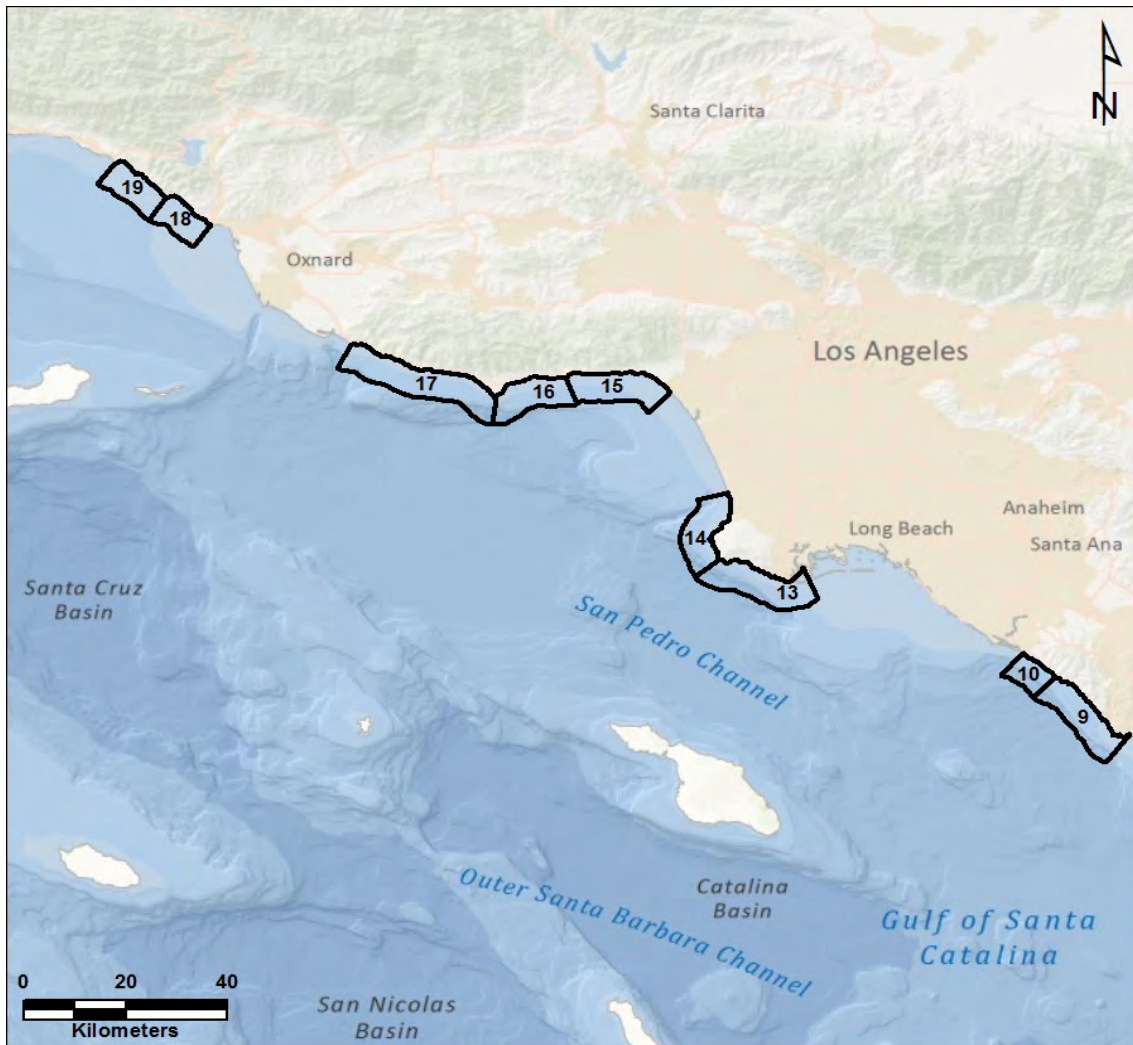 N
Santa Clarita
19
18
Oxnard
Los Angeles
17
16
15
Anaheim
Long Beach
14
Santa Ana
13
Santa Cruz
Basin
San Pedro Channel
10
9
Outer Santa Barbara Channel
Catalina
Basin
Gulf of Santa
Catalina
0 20 40
Kilometers
San Nicolas
Basin